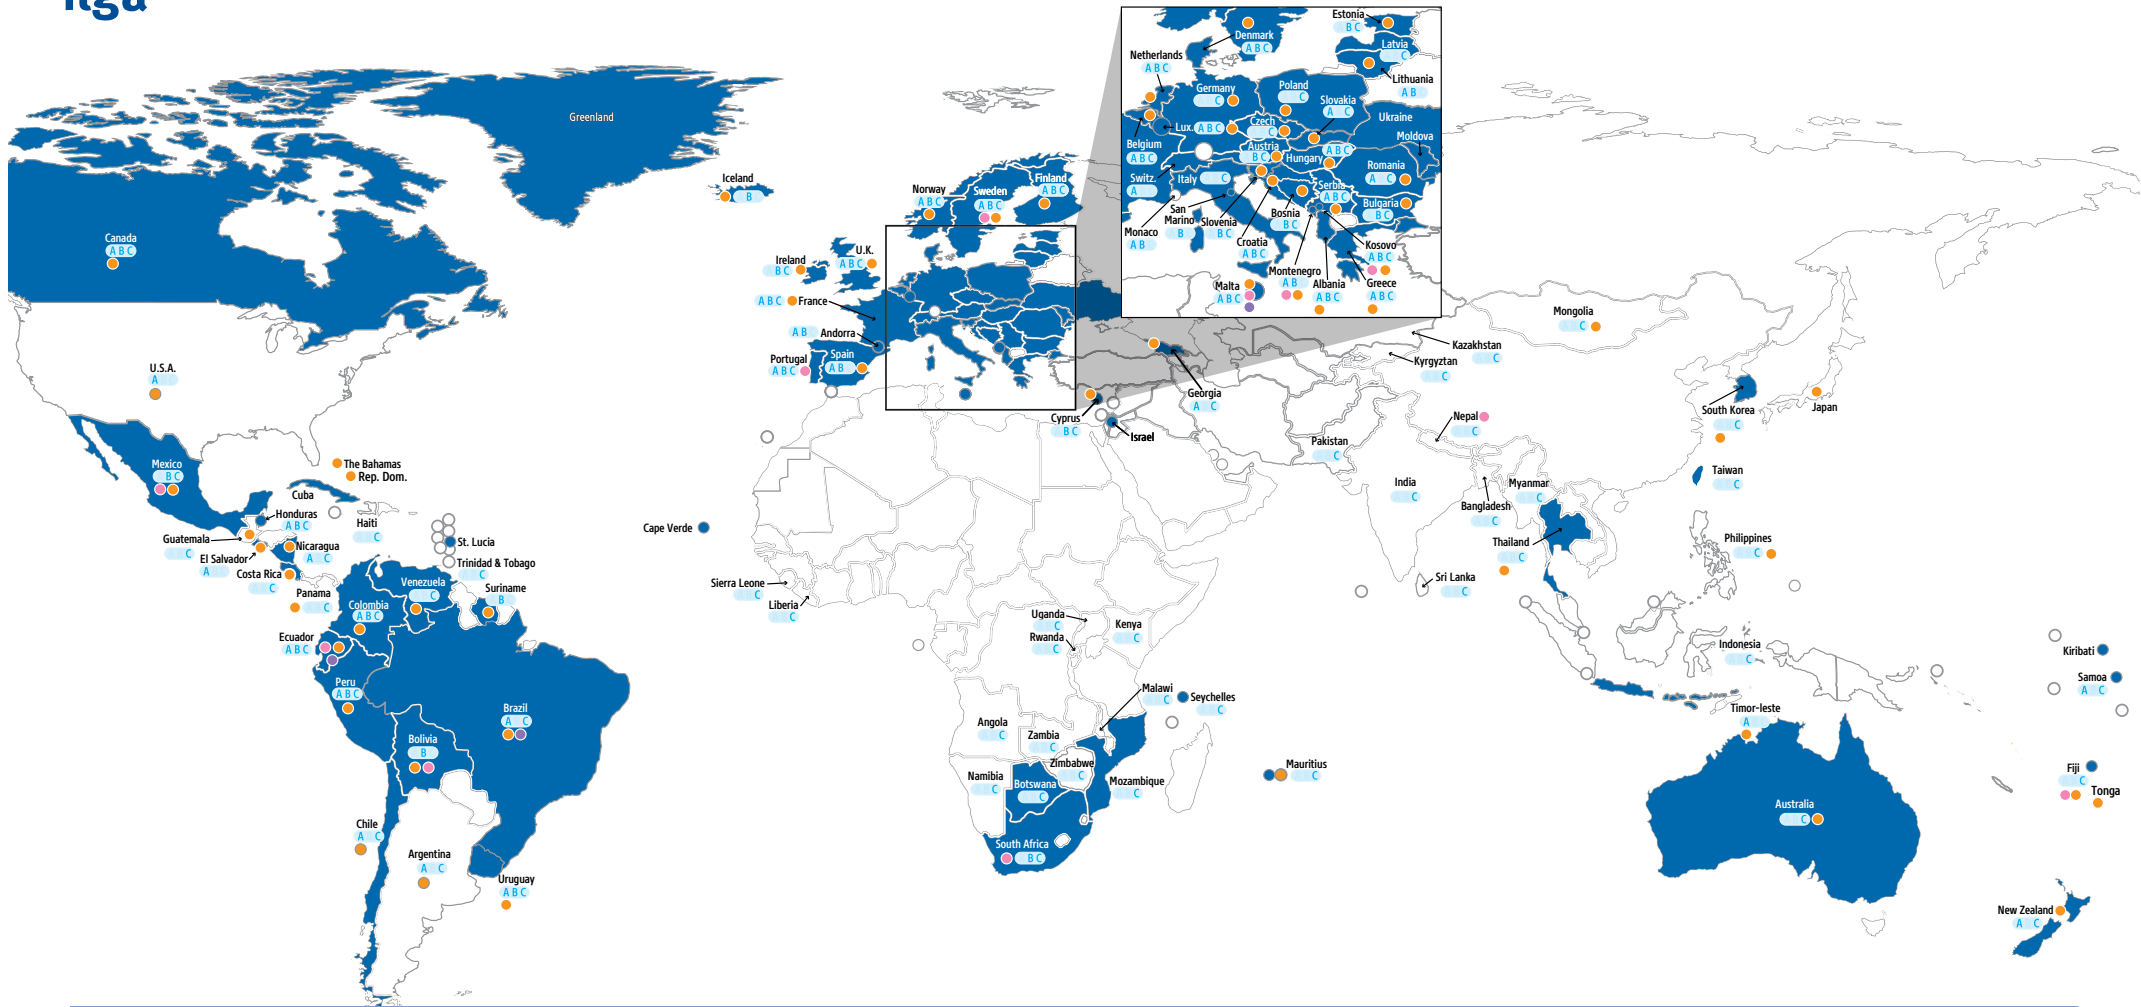 ilga
Greenland
Canada
A B C
U.S.A.
A
Mexico
B C
The Bahamas
Rep. Dom.
Cuba
Honduras
A B C
Haiti
C
Guatemala
C
El Salvador
A
Nicaragua
A C
Costa Rica
C
Panama
C
St. Lucia
Trinidad & Tobago
C
Venezuela
C
Suriname
B
Colombia
A B C
Ecuador
A B C
Peru
A B C
Brazil
A C
Bolivia
B
Chile
A C
Argentina
A C
Uruguay
A B C
Iceland
B
Norway
A B C
Sweden
A B C
Finland
A B C
Ireland
B C
U.K.
A B C
A B C
France
A B
Andorra
Portugal
A B C
Spain
A B
Estonia
B C
Denmark
A B C
Latvia
C
Netherlands
A B C
Lithuania
A B
Germany
C
Poland
C
Slovakia
A C
Ukraine
Lux.
A B C
Czech
C
Moldova
Belgium
A B C
Austria
B C
Hungary
A B C
Romania
A C
Switz.
A
Italy
C
Serbia
A B C
Bulgaria
B C
San
Marino
B
Slovenia
B C
Bosnia
B C
Monaco
A B
Croatia
A B C
Kosovo
A B C
Montenegro
A B
Albania
A B C
Greece
A B C
Malta
A B C
Georgia
A C
Cyprus
B C
Israel
Kazakhstan
C
Kyrgyztan
C
Mongolia
C
South Korea
C
Japan
Nepal
C
Pakistan
C
India
C
Bangladesh
C
Myanmar
C
Taiwan
C
Thailand
C
Philippines
C
Sri Lanka
C
Indonesia
C
Timor-leste
A
Cape Verde
Sierra Leone
C
Liberia
C
Uganda
C
Rwanda
C
Kenya
C
Malawi
C
Seychelles
C
Angola
C
Zambia
C
Zimbabwe
C
Namibia
C
Botswana
C
Mozambique
C
Mauritius
C
South Africa
B C
Australia
C
New Zealand
A C
Kiribati
Samoa
A C
Fiji
C
Tonga